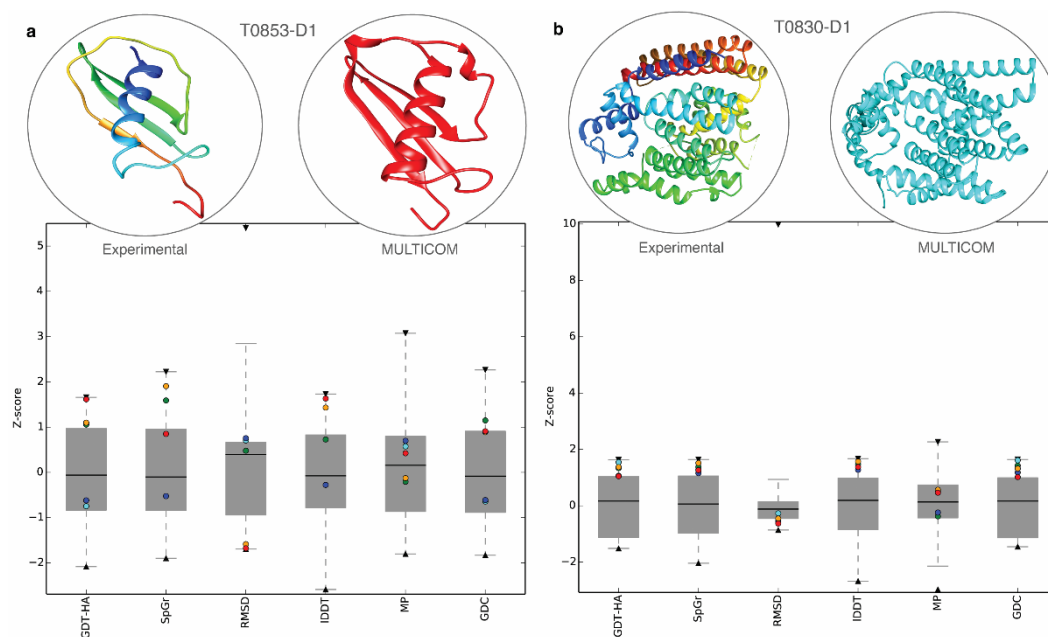 a
T0853-D1
Experimental
MULTICOM
Z-score
5
4
3
2
1
0
−1
−2
GDT-HA
SpGr
RMSD
lDDT
MP
GDC
b
T0830-D1
Experimental
MULTICOM
Z-score
10
8
6
4
2
0
−2
GDT-HA
SpGr
RMSD
lDDT
MP
GDC